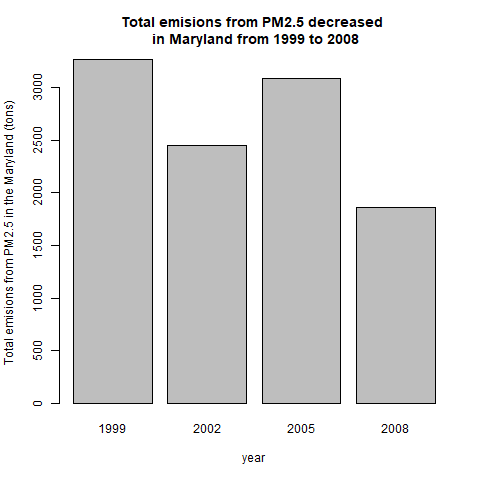 Total emisions from PM2.5 decreased
in Maryland from 1999 to 2008
Total emissions from PM2.5 in the Maryland (tons)
3000
2500
2000
1500
1000
500
0
1999 2002 2005 2008
year